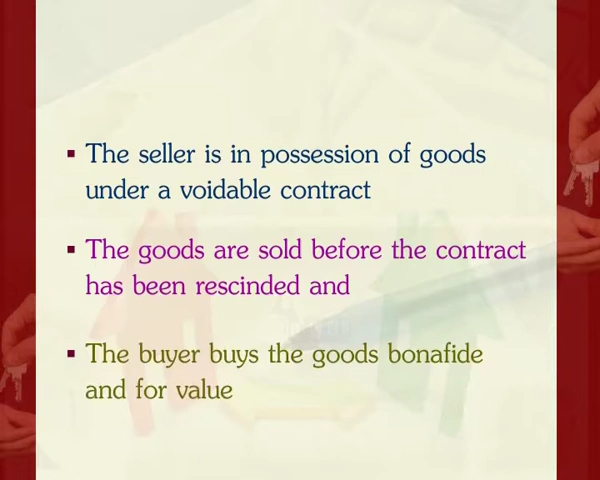 ▪ The seller is in possession of goods
under a voidable contract
▪ The goods are sold before the contract
has been rescinded and
▪ The buyer buys the goods bonafide
and for value